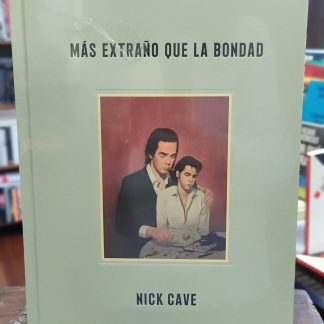 MÁS EXTRAÑO QUE LA BONDAD
NICK CAVE